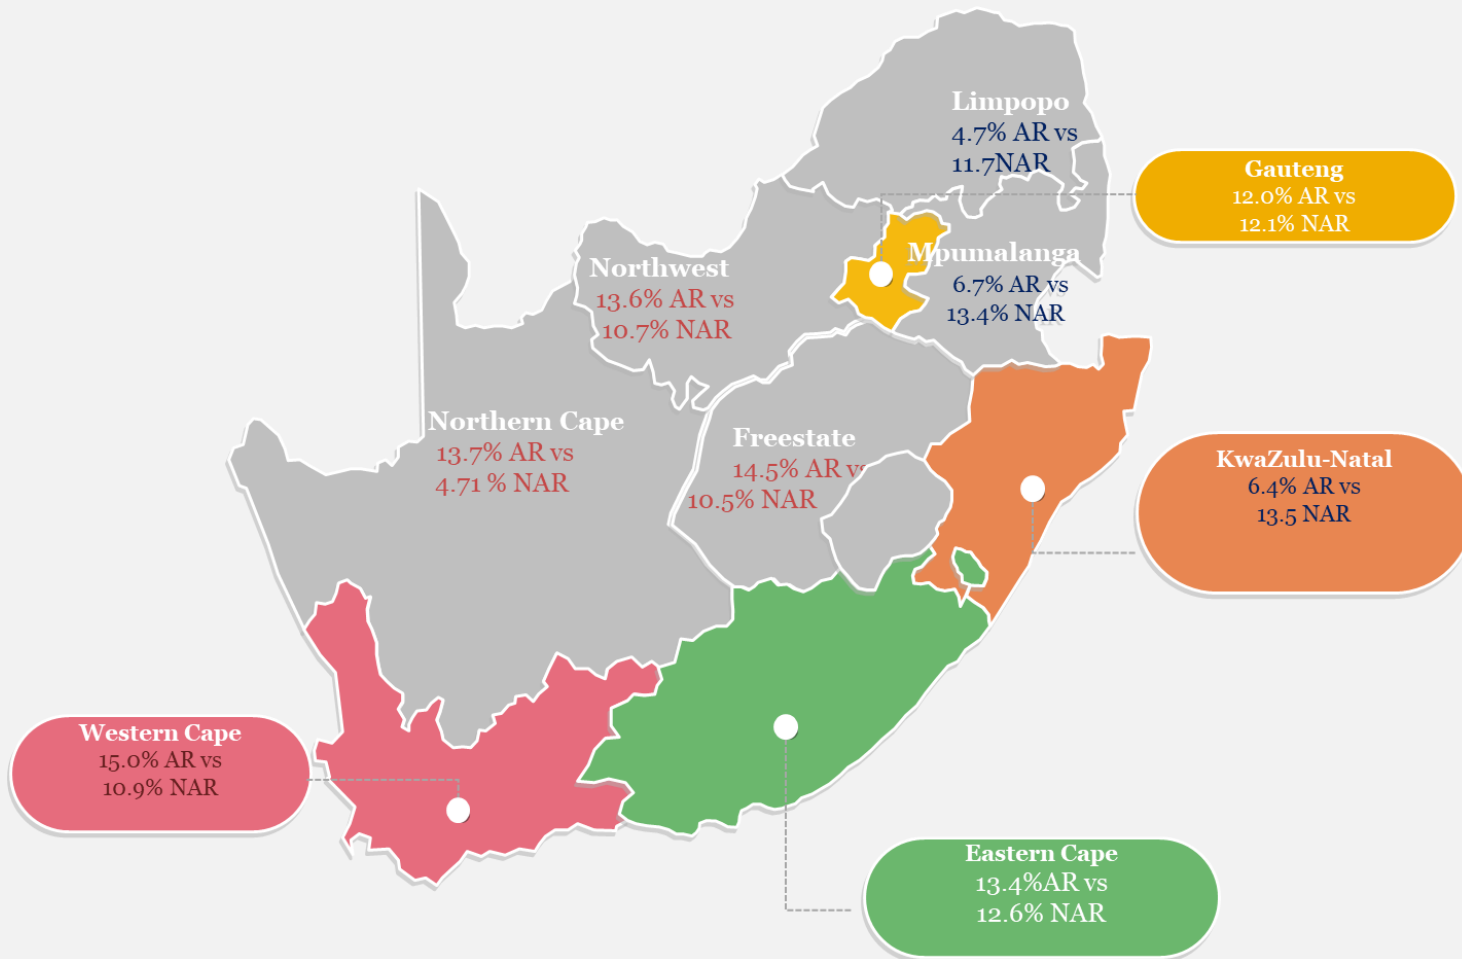 Limpopo
4.7% AR vs
11.7NAR
Gauteng
12.0% AR vs
12.1% NAR
Mpumalanga
6.7% AR vs
13.4% NAR
Northwest
13.6% AR vs
10.7% NAR
Northern Cape
13.7% AR vs
4.71 % NAR
Freestate
14.5% AR vs
10.5% NAR
KwaZulu-Natal
6.4% AR vs
13.5 NAR
Western Cape
15.0% AR vs
10.9% NAR
Eastern Cape
13.4%AR vs
12.6% NAR